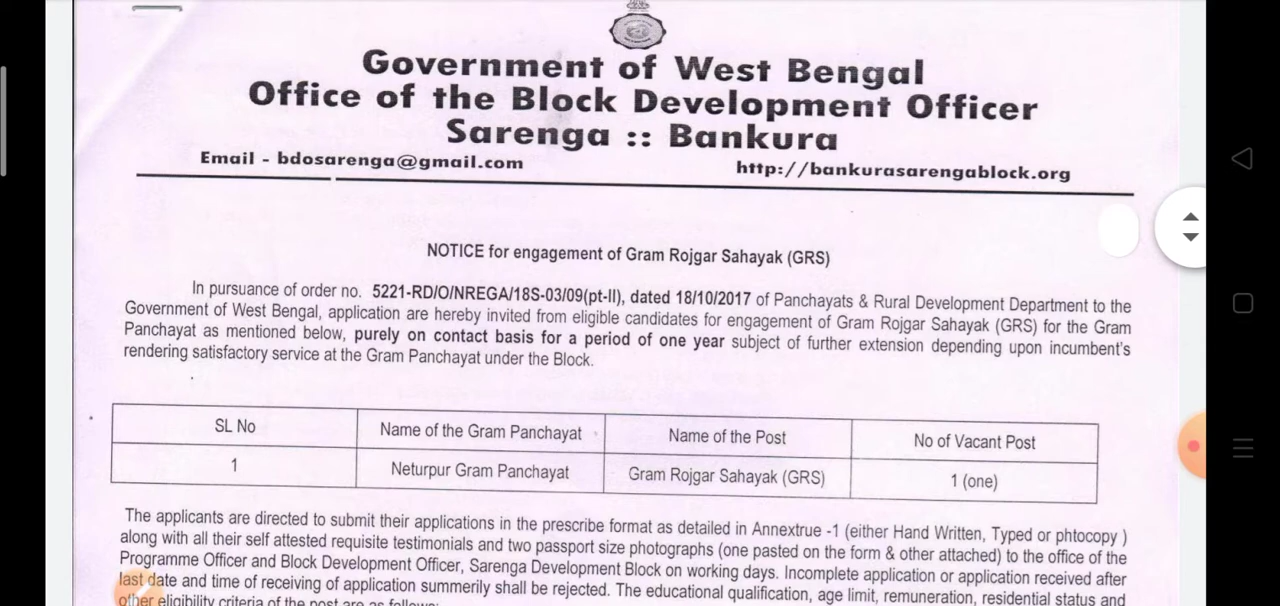 Government of West Bengal
Office of the Block Development Officer
Sarenga :: Bankura
Email - bdosarenga@gmail.com http://bankurasarengablock.org
NOTICE for engagement of Gram Rojgar Sahayak (GRS)
In pursuance of order no. 5221-RD/O/NREGA/18S-03/09(pt-II), dated 18/10/2017 of Panchayats & Rural Development Department to the
Government of West Bengal, application are hereby invited from eligible candidates for engagement of Gram Rojgar Sahayak (GRS) for the Gram
Panchayat as mentioned below, purely on contact basis for a period of one year subject of further extension depending upon incumbent's
rendering satisfactory service at the Gram Panchayat under the Block.
SL No Name of the Gram Panchayat Name of the Post No of Vacant Post
1 Neturpur Gram Panchayat Gram Rojgar Sahayak (GRS) 1 (one)
The applicants are directed to submit their applications in the prescribe format as detailed in Annextrue -1 (either Hand Written, Typed or phtocopy )
along with all their self attested requisite testimonials and two passport size photographs (one pasted on the form & other attached) to the office of the
Programme Officer and Block Development Officer, Sarenga Development Block on working days. Incomplete application or application received after
last date and time of receiving of application summerily shall be rejected. The educational qualification, age limit, remuneration, residential status and
other eligibility criteria of the post are as follows: